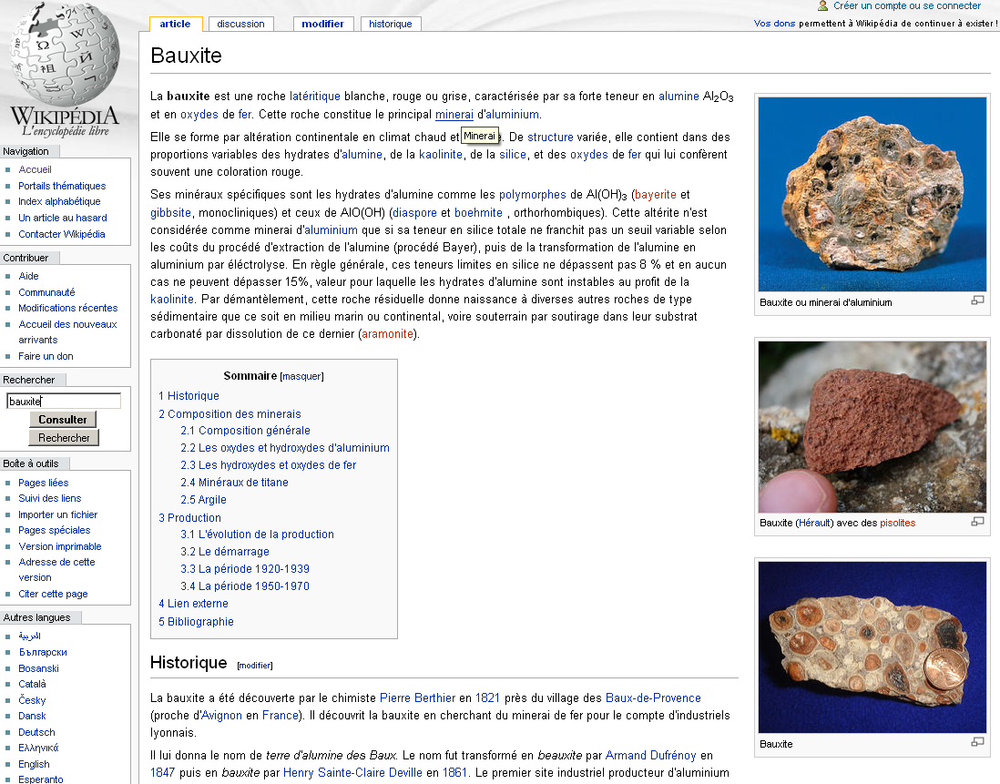 Créer un compte ou se connecter
article
discussion
modifier
historique
Vos dons permettent à Wikipédia de continuer à exister !
WIKIPÉDIA
L'encyclopédie libre
Navigation
Accueil
Portails thématiques
Index alphabétique
Un article au hasard
Contacter Wikipédia
Contribuer
Aide
Communauté
Modifications récentes
Accueil des nouveaux
arrivants
Faire un don
Rechercher
bauxite
Consulter
Rechercher
Boîte à outils
Pages liées
Suivi des liens
Importer un fichier
Pages spéciales
Version imprimable
Adresse de cette
version
Citer cette page
Autres langues
العربية
Български
Bosanski
Català
Česky
Dansk
Deutsch
Ελληνικά
English
Esperanto
Bauxite
La bauxite est une roche latéritique blanche, rouge ou grise, caractérisée par sa forte teneur en alumine Al2O3
et en oxydes de fer. Cette roche constitue le principal minerai d'aluminium.
Elle se forme par altération continentale en climat chaud et Minerai. De structure variée, elle contient dans des
proportions variables des hydrates d'alumine, de la kaolinite, de la silice, et des oxydes de fer qui lui confèrent
souvent une coloration rouge.
Ses minéraux spécifiques sont les hydrates d'alumine comme les polymorphes de Al(OH)3 (bayerite et
gibbsite, monocliniques) et ceux de AlO(OH) (diaspore et boehmite , orthorhombiques). Cette altérite n'est
considérée comme minerai d'aluminium que si sa teneur en silice totale ne franchit pas un seuil variable selon
les coûts du procédé d'extraction de l'alumine (procédé Bayer), puis de la transformation de l'alumine en
aluminium par éléctrolyse. En règle générale, ces teneurs limites en silice ne dépassent pas 8 % et en aucun
cas ne peuvent dépasser 15%, valeur pour laquelle les hydrates d'alumine sont instables au profit de la
kaolinite. Par démantèlement, cette roche résiduelle donne naissance à diverses autres roches de type
sédimentaire que ce soit en milieu marin ou continental, voire souterrain par soutirage dans leur substrat
carbonaté par dissolution de ce dernier (aramonite).
Sommaire [masquer]
1 Historique
2 Composition des minerais
2.1 Composition générale
2.2 Les oxydes et hydroxydes d'aluminium
2.3 Les hydroxydes et oxydes de fer
2.4 Minéraux de titane
2.5 Argile
3 Production
3.1 L'évolution de la production
3.2 Le démarrage
3.3 La période 1920-1939
3.4 La période 1950-1970
4 Lien externe
5 Bibliographie
Historique [modifier]
La bauxite a été découverte par le chimiste Pierre Berthier en 1821 près du village des Baux-de-Provence
(proche d'Avignon en France). Il découvrit la bauxite en cherchant du minerai de fer pour le compte d'industriels
lyonnais.
Il lui donna le nom de terre d'alumine des Baux. Le nom fut transformé en beauxite par Armand Dufrénoy en
1847 puis en bauxite par Henry Sainte-Claire Deville en 1861. Le premier site industriel producteur d'aluminium
Bauxite ou minerai d'aluminium
Bauxite (Hérault) avec des pisolites
Bauxite